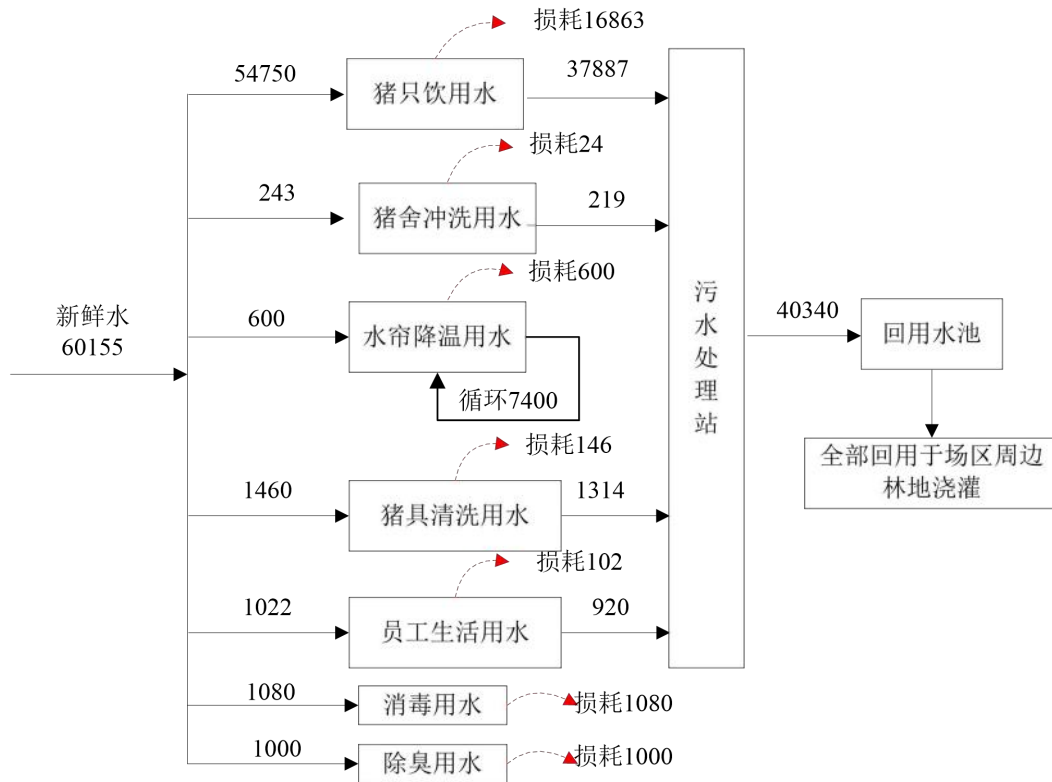 损耗16863
54750
猪只饮用水
37887
损耗24
243
猪舍冲洗用水
219
损耗600
新鲜水
60155
600
水帘降温用水
循环7400
污水处理站
40340
回用水池
全部回用于场区周边
林地浇灌
损耗146
1460
猪具清洗用水
1314
损耗102
1022
员工生活用水
920
1080
消毒用水
损耗1080
1000
除臭用水
损耗1000